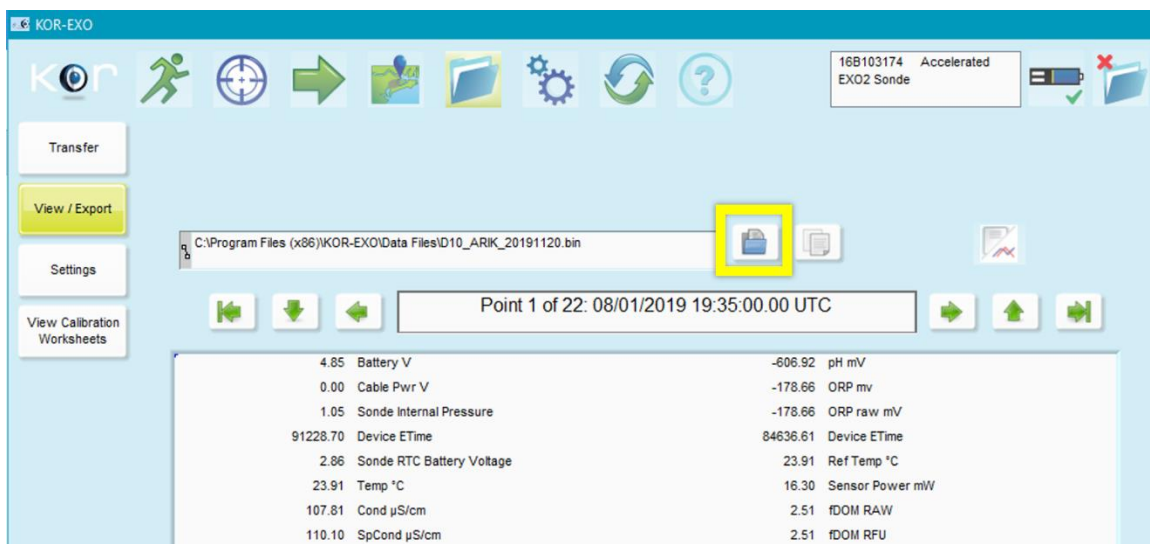 KOR-EXO
Kor
16B103174 Accelerated
EXO2 Sonde
Transfer
View / Export
Settings
View Calibration
Worksheets
C:\Program Files (x86)\KOR-EXO\Data Files\D10_ARIK_20191120.bin
Point 1 of 22: 08/01/2019 19:35:00.00 UTC
4.85 Battery V -606.92 pH mV
0.00 Cable Pwr V -178.66 ORP mv
1.05 Sonde Internal Pressure -178.66 ORP raw mV
91228.70 Device ETime 84636.61 Device ETime
2.86 Sonde RTC Battery Voltage 23.91 Ref Temp °C
23.91 Temp °C 16.30 Sensor Power mW
107.81 Cond µS/cm 2.51 fDOM RAW
110.10 SpCond µS/cm 2.51 fDOM RFU